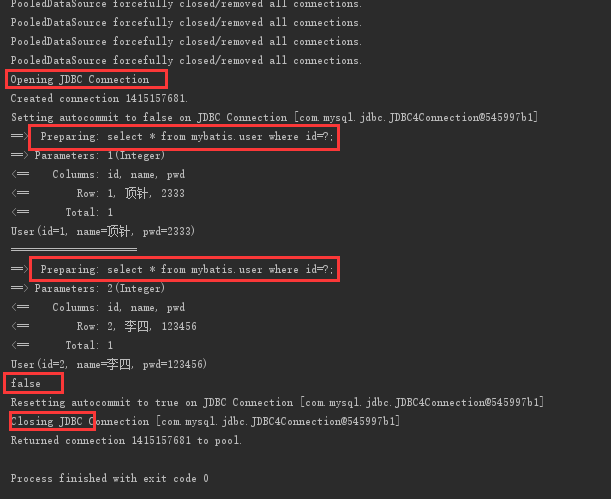 PooledDataSource forcefully closed/removed all connections.
PooledDataSource forcefully closed/removed all connections.
PooledDataSource forcefully closed/removed all connections.
PooledDataSource forcefully closed/removed all connections.
Opening JDBC Connection
Created connection 1415157681.
Setting autocommit to false on JDBC Connection [com.mysql.jdbc.JDBC4Connection@545997b1]
==>  Preparing: select * from mybatis.user where id=?;
==> Parameters: 1(Integer)
<==    Columns: id, name, pwd
<==        Row: 1, 顶针, 2333
<==      Total: 1
User(id=1, name=顶针, pwd=2333)
=====================
==>  Preparing: select * from mybatis.user where id=?;
==> Parameters: 2(Integer)
<==    Columns: id, name, pwd
<==        Row: 2, 李四, 123456
<==      Total: 1
User(id=2, name=李四, pwd=123456)
false
Resetting autocommit to true on JDBC Connection [com.mysql.jdbc.JDBC4Connection@545997b1]
Closing JDBC Connection [com.mysql.jdbc.JDBC4Connection@545997b1]
Returned connection 1415157681 to pool.
Process finished with exit code 0